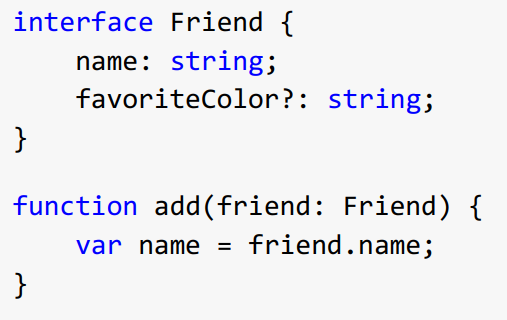 interface Friend {
    name: string;
    favoriteColor?: string;
}

function add(friend: Friend) {
    var name = friend.name;
}